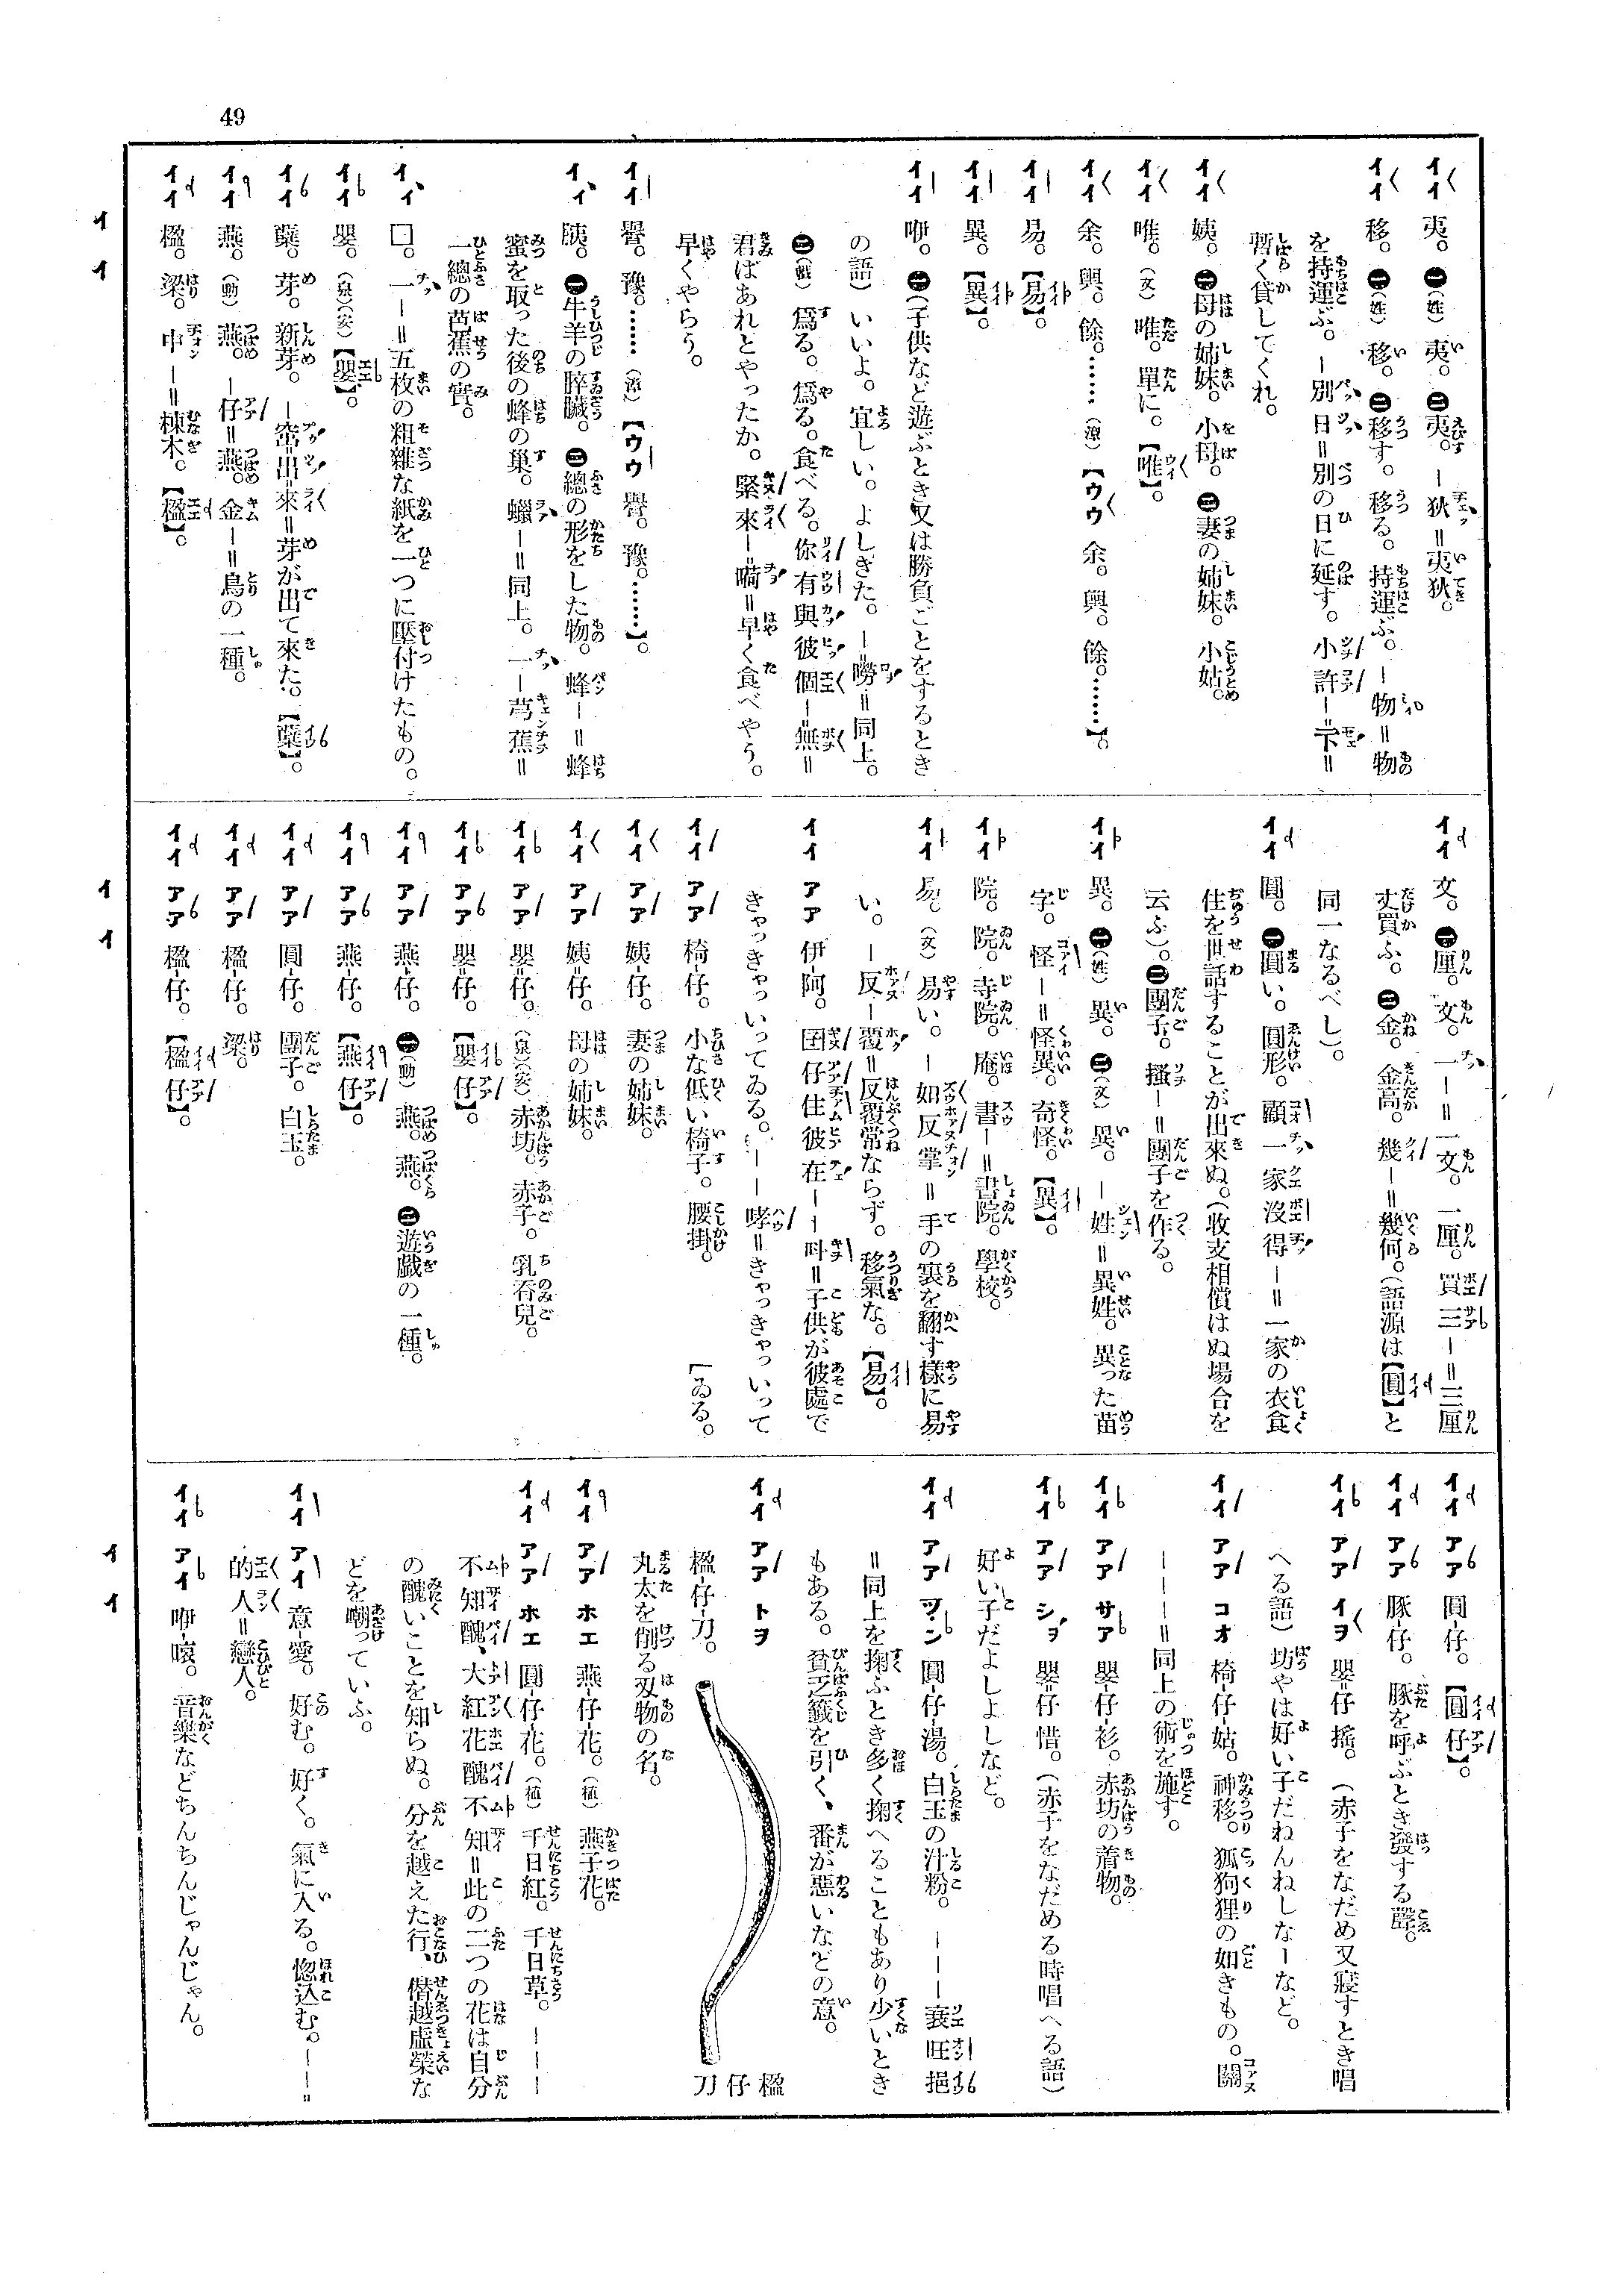 49
イイ 夷。㊀(姓)夷。㊁夷。―狄=夷狄。
イイ 移。㊀(姓)移。㊁移す。移る。持運ぶ。―物=物
を持運ぶ。―別日=別の日に延す。小許―下=
暫く貸してくれ。
イイ 姨。㊀母の姉妹。小母。㊁妻の姉妹。小姑。
イイ 唯。(文)唯。單に。【唯】。
イイ 余。與。餘。……(漳)【ウウ 余。與。餘。……】。
イイ 易。【易】。
イイ 異。【異】。
イイ 咿。㊀(子供など遊ぶとき又は勝負ごとをするとき
の語)いいよ。宜しい。よしきた。―嘮=同上。
㊁(戯)爲る。爲る。食べる。你有與彼個―無=
君ばあれとやったか。緊來―嗬=早く食べやう。
早くやらう。
イイ 譽。豫。……(漳)【ウウ 譽。豫。……】。
イイ 胰。㊀牛羊の脺臟。㊁總の形をした物。蜂―=蜂
蜜を取った後の蜂の巢。蠟―=同上。一―芎蕉=
一總の芭蕉の實。
イイ 囗。一―=五枚の粗雜な紙を一つに壓付けたもの。
イイ 嬰。(泉)(安)【嬰】。
イイ 蘗。芽。新芽。―窋出來=芽が出て來た。【蘗】。
イイ 燕。(動)燕。―仔=燕。金―=鳥の一種。
イイ 楹。梁。中―=棟木。【楹】。
イイ 文。㊀厘。文。一―=一文。一厘。買三―=三厘
丈買ふ。㊁金。金高。幾―=幾何。(語源は【圓】と
同一なるべし)。
イイ 圓。㊀圓い。圓形。顧一家沒得―=一家の衣食
住を世話することが出來ぬ。(收支相償はぬ場合を
云ふ)。㊁團子。搔―=團子を作る。
イイ 異。㊀(姓)異。㊁(文)異。―姓=異姓。異った苗
字。怪―=怪異。奇怪。【異】。
イイ 院。院。寺院。庵。書―=書院。學校。
イイ 易。(文)易い。―如反掌=手の裏を翻す樣に易
い。―反―覆=反覆常ならず。移氣な。【易】。
イイ アア 伊-阿。囝仔住彼在――叫=子供が彼處で
きゃっきゃっいってゐる。――哮=きゃっきゃっいって
[ゐる。
イイ アア 椅-仔。小な低い椅子。腰掛。
イイ アア 姨-仔。妻の姉妹。
イイ アア 姨=仔。母の姉妹。
イイ アア 嬰=仔。(泉)(安)赤坊。赤子。乳呑兒。
イイ アア 嬰=仔。【嬰仔】。
イイ アア 燕-仔。㊀(動)燕。燕。㊁遊戲の一種。
イイ アア 燕-仔。【燕仔】。
イイ アア 圓-仔。團子。白玉。
イイ アア 楹-仔。梁。
イイ アア 楹-仔。【楹仔】。
イイ アア 圓-仔。【圓仔】。
イイ アア 豚-仔。豚を呼ぶとき發する聲。
イイ アア イヲ 嬰=仔 搖。(赤子をなだめ又寢すとき唱
へる語)坊やは好い子だねんねしなーなど。
イイ アア コオ 椅-仔-姑。神移。狐狗狸の如きもの。關
―――=同上の術を施す。
イイ アア サア 嬰-仔-衫。赤坊の着物。
イイ アア シヲ 嬰=仔 惜。(赤子をなだめる時唱へる語)
好い子だよしよしなど。
イイ アア ツン 圓-仔-湯。白玉の汁粉。―――衰旺挹
=同上を掬ふとき多く掬へることもあり少いとき
もある。貧乏籤を引く、番が惡いなどの意。
イイ アア トヲ
楹-仔-刀。
丸太を削る刄物の名。
楹仔刀
イイ アア ホエ 燕-仔-花。(植)燕子花。
イイ アア ホエ 圓-仔-花。(植)千日紅。千日草。―――
不知醜、大紅花醜不知=此の二つの花は自分
の醜いことを知らぬ。分を越えた行、僭越虛榮な
どを嘲っていふ。
イイ アイ 意-愛。好む。好く。氣に入る。惚込む。――=
的人=戀人。
イイ アイ 咿-噯。音樂などちんちんじゃんじゃん。
イ イ
イ イ
イ イ